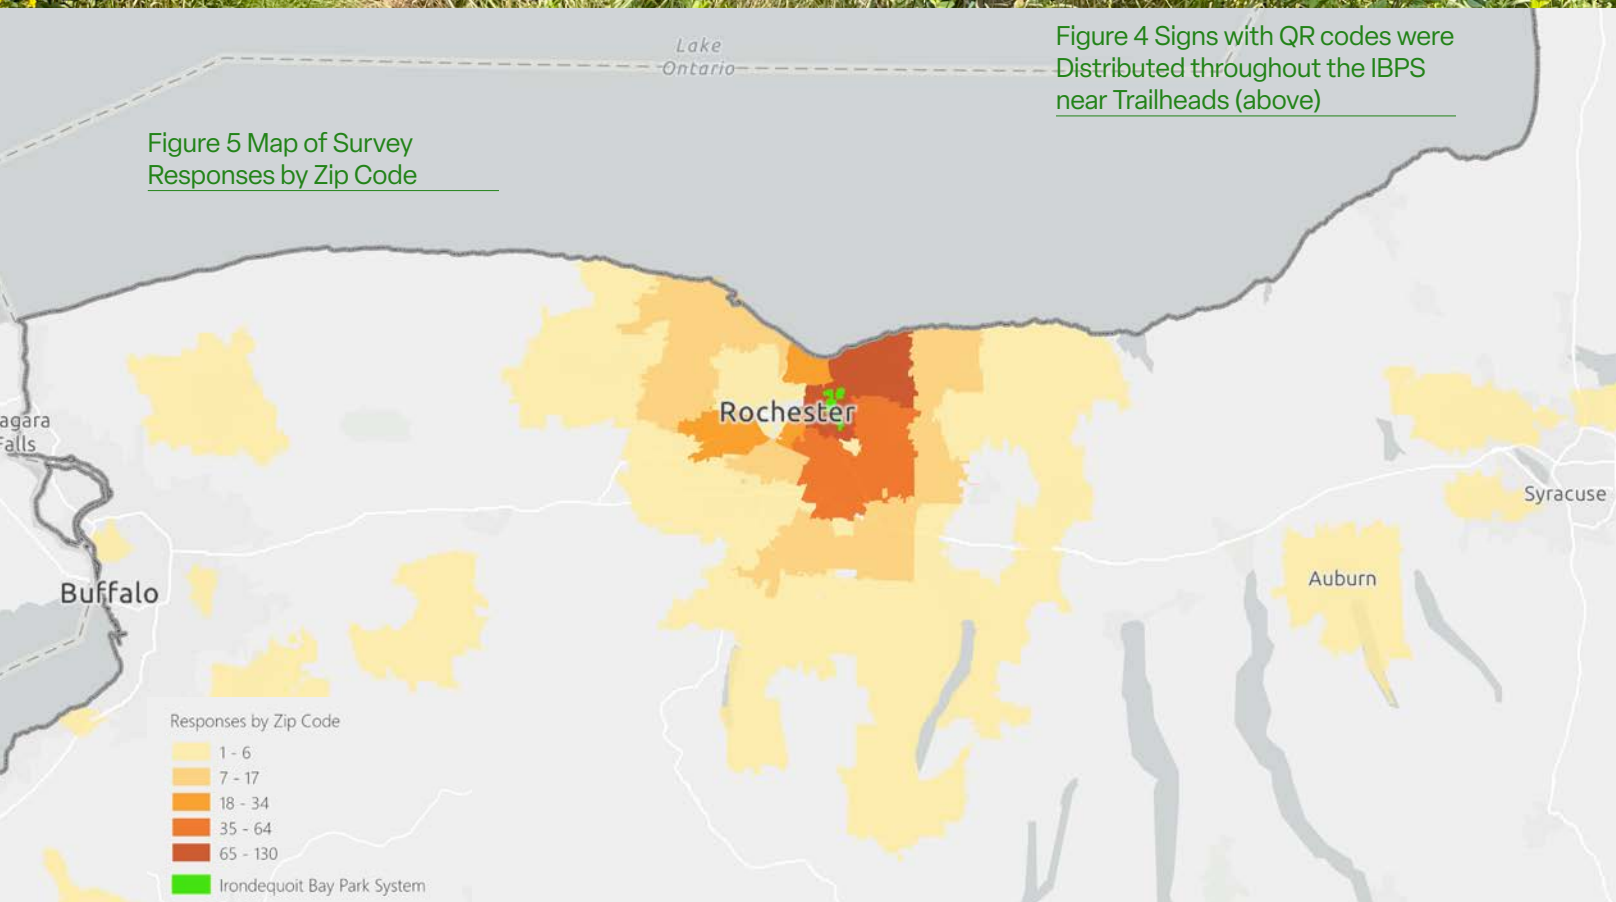 Lake
Ontario
Figure 4 Signs with QR codes were
Distributed throughout the IBPS
near Trailheads (above)
Figure 5 Map of Survey
Responses by Zip Code
Rochester
agara
Falls
Syracuse
Auburn
Buffalo
Responses by Zip Code
1 - 6
7 - 17
18 - 34
35 - 64
65 - 130
Irondequoit Bay Park System